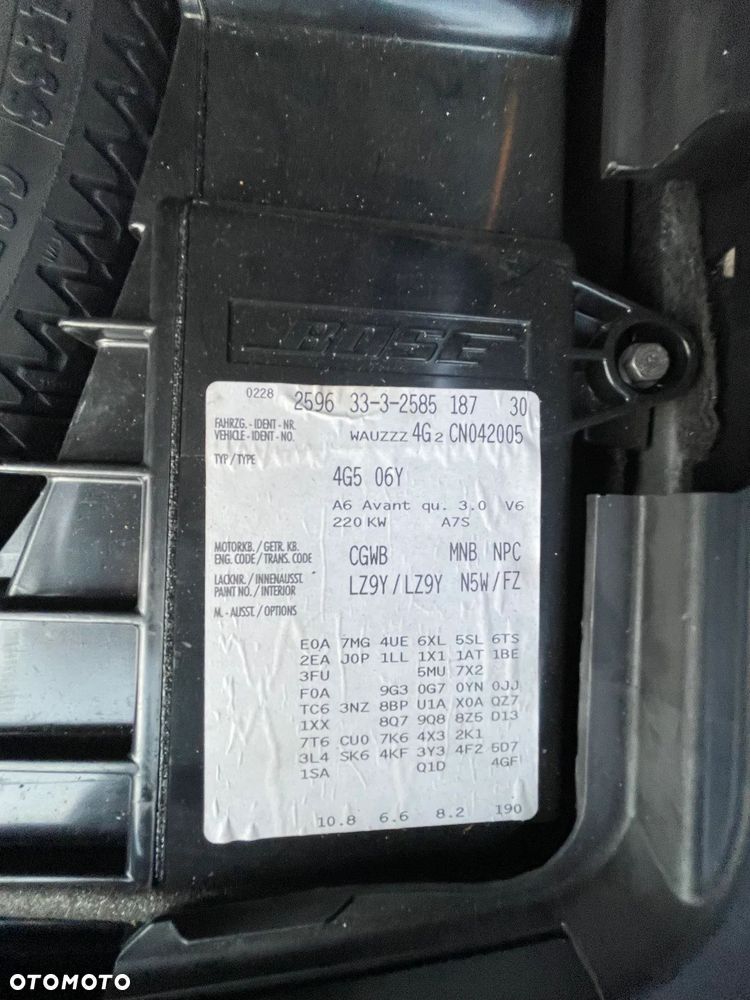 BOSE
0228 2596 33-3-2585 187 30
FAHRZG. - IDENT - NR.
VEHICLE - IDENT - NO. WAUZZZ 4G2 CN042005
TYP / TYPE
4G5 06Y
A6 Avant qu. 3.0 V6
220 KW A7S
MOTORKB. / GETR. KB.
ENG. CODE / TRANS. CODE CGWB MNB NPC
LACKNR. / INNENAUSST.
PAINT NO. / INTERIOR LZ9Y / LZ9Y N5W / FZ
M. - AUSST. / OPTIONS
E0A 7MG 4UE 6XL 5SL 6TS
2EA J0P 1LL 1X1 1AT 1BE
3FU 5MU 7X2
F0A 9G3 0G7 0YN 0JJ
TC6 3NZ 8BP U1A X0A QZ7
1XX 8Q7 9Q8 8Z5 D13
7T6 CU0 7K6 4X3 2K1
3L4 SK6 4KF 3Y3 4F2 5D7
1SA Q1D 4GF
10.8 6.6 8.2 190
OTOMOTO